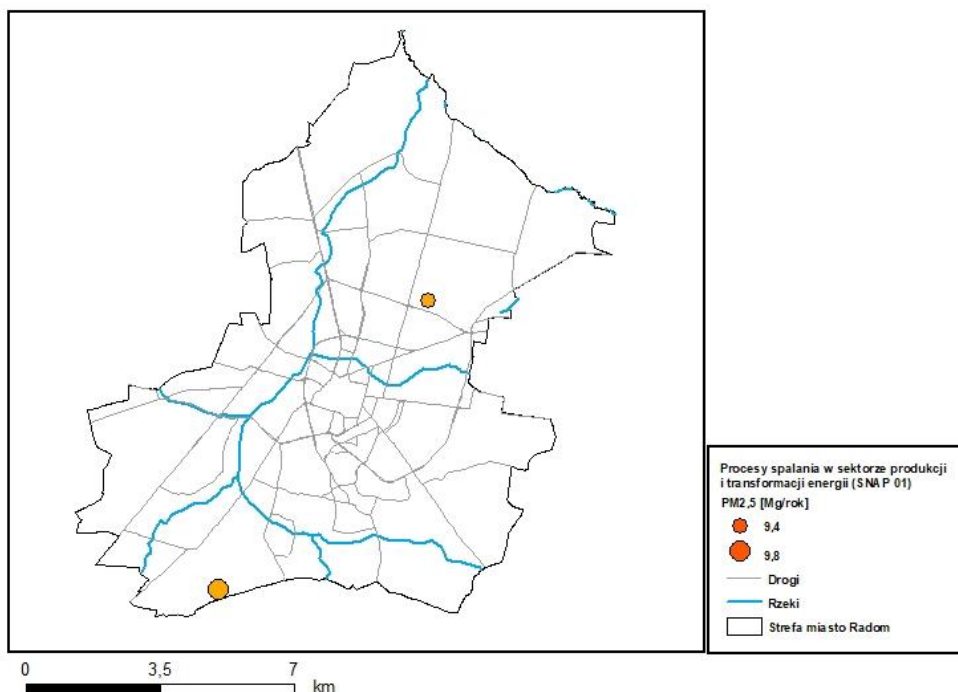 Procesy spalania w sektorze produkcji
i transformacji energii (SNAP 01)
PM2,5 [Mg/rok]
9,4
9,8
Drogi
Rzeki
Strefa miasto Radom
0 3,5 7
km